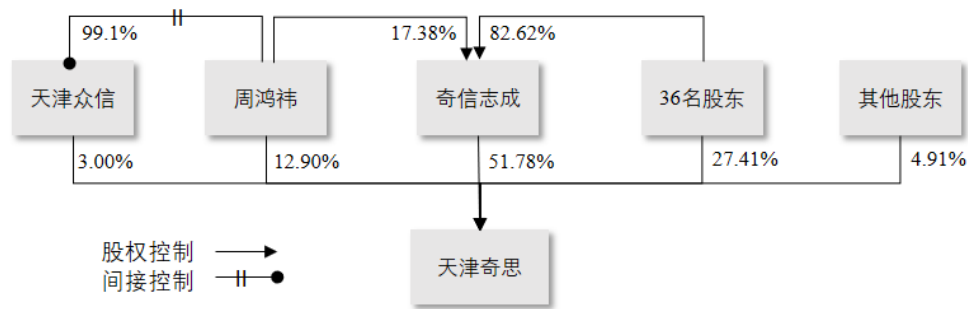 99.1%
17.38%
82.62%
天津众信
周鸿祎
奇信志成
36名股东
其他股东
3.00%
12.90%
51.78%
27.41%
4.91%
天津奇思
股权控制
间接控制